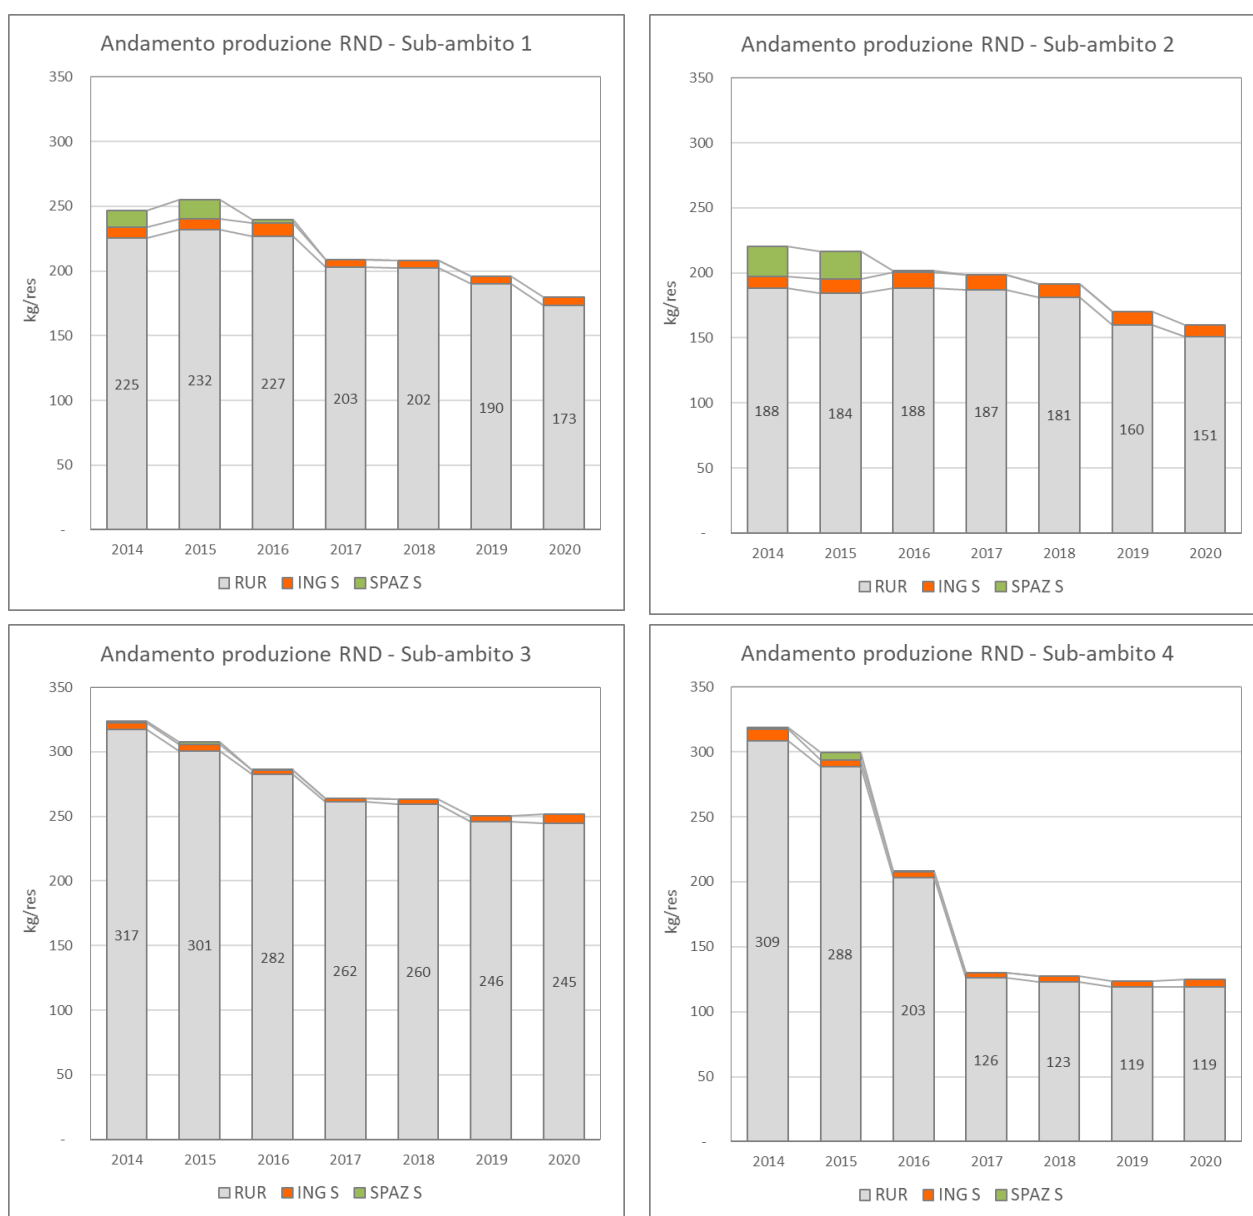 Andamento produzione RND - Sub-ambito 1
350
300
250
200
150
100
50
-
kg/res
225 232 227 203 202 190 173
2014 2015 2016 2017 2018 2019 2020
RUR ING S SPAZ S
Andamento produzione RND - Sub-ambito 2
350
300
250
200
150
100
50
-
kg/res
188 184 188 187 181 160 151
2014 2015 2016 2017 2018 2019 2020
RUR ING S SPAZ S
Andamento produzione RND - Sub-ambito 3
350
300
250
200
150
100
50
-
kg/res
317 301 282 262 260 246 245
2014 2015 2016 2017 2018 2019 2020
RUR ING S SPAZ S
Andamento produzione RND - Sub-ambito 4
350
300
250
200
150
100
50
-
kg/res
309 288 203 126 123 119 119
2014 2015 2016 2017 2018 2019 2020
RUR ING S SPAZ S